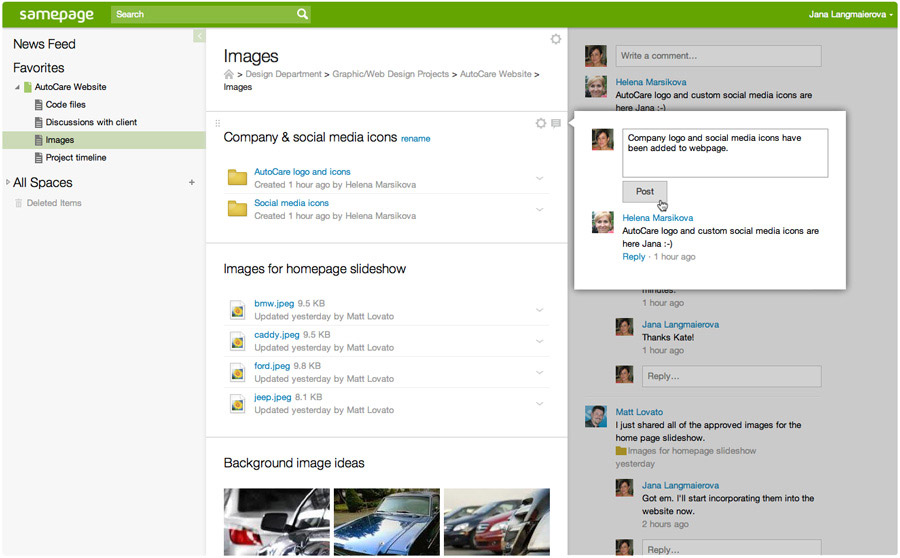 samepage
Search
Jana Langmaierova
News Feed
Favorites
AutoCare Website
Code files
Discussions with client
Images
Project timeline
All Spaces +
Deleted Items
Images
> Design Department > Graphic/Web Design Projects > AutoCare Website >
Images
Company & social media icons rename
AutoCare logo and icons
Created 1 hour ago by Helena Marsikova
Social media icons
Created 1 hour ago by Helena Marsikova
Images for homepage slideshow
bmw.jpeg 9.5 KB
Updated yesterday by Matt Lovato
caddy.jpeg 9.5 KB
Updated yesterday by Matt Lovato
ford.jpeg 9.8 KB
Updated yesterday by Matt Lovato
jeep.jpeg 8.1 KB
Updated yesterday by Matt Lovato
Background image ideas
Write a comment...
Helena Marsikova
AutoCare logo and custom social media icons are
here Jana :-)
Company logo and social media icons have
been added to webpage.
Post
Helena Marsikova
AutoCare logo and custom social media icons are
here Jana :-)
Reply · 1 hour ago
minutes.
1 hour ago
Jana Langmaierova
Thanks Kate!
1 hour ago
Reply...
Matt Lovato
I just shared all of the approved images for the
home page slideshow.
Images for homepage slideshow
yesterday
Jana Langmaierova
Got em. I'll start incorporating them into the
website now.
2 hours ago
Reply...